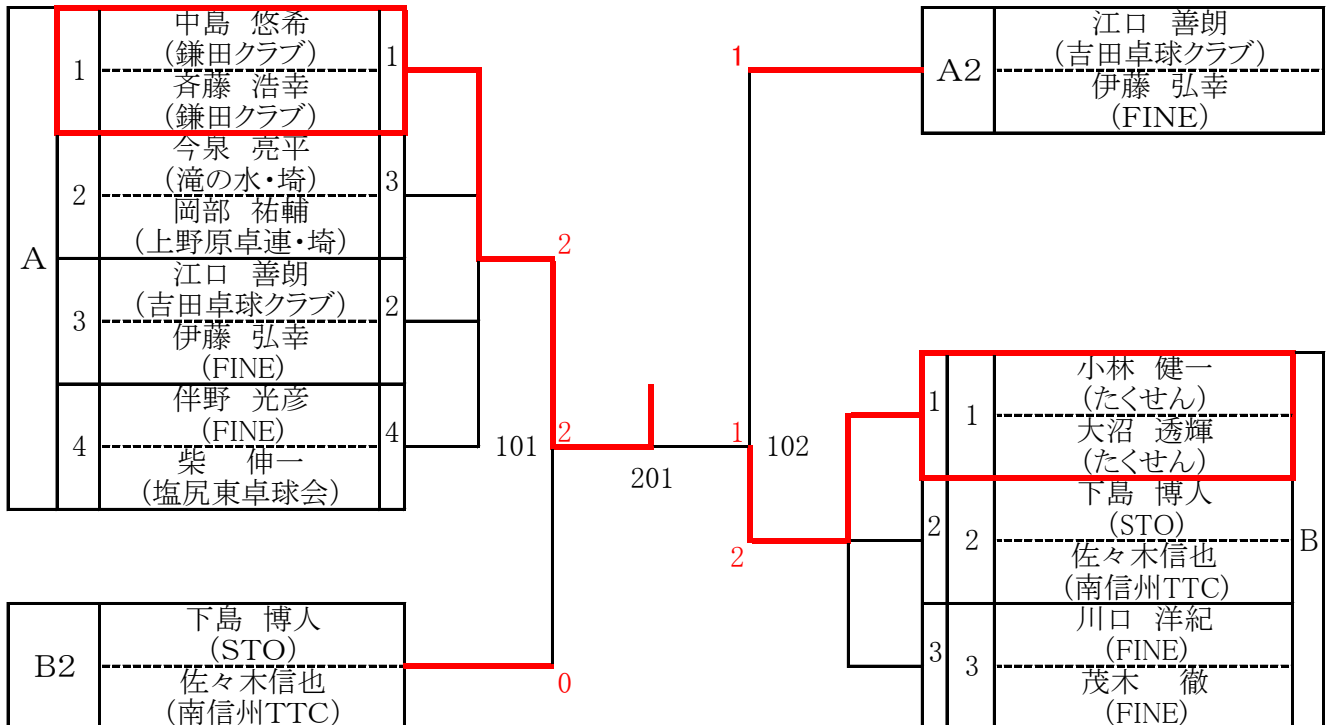 A
1
中島 悠希
(鎌田クラブ)
斉藤 浩幸
(鎌田クラブ)
1
2
今泉 亮平
(滝の水・埼)
岡部 祐輔
(上野原卓連・埼)
3
3
江口 善朗
(吉田卓球クラブ)
伊藤 弘幸
(FINE)
2
4
伴野 光彦
(FINE)
柴 伸一
(塩尻東卓球会)
4
B2
下島 博人
(STO)
佐々木信也
(南信州TTC)
2
101
2
0
201
1
1
102
2
A2
江口 善朗
(吉田卓球クラブ)
伊藤 弘幸
(FINE)
1
1
小林 健一
(たくせん)
大沼 透輝
(たくせん)
2
2
下島 博人
(STO)
佐々木信也
(南信州TTC)
3
3
川口 洋紀
(FINE)
茂木 徹
(FINE)
B